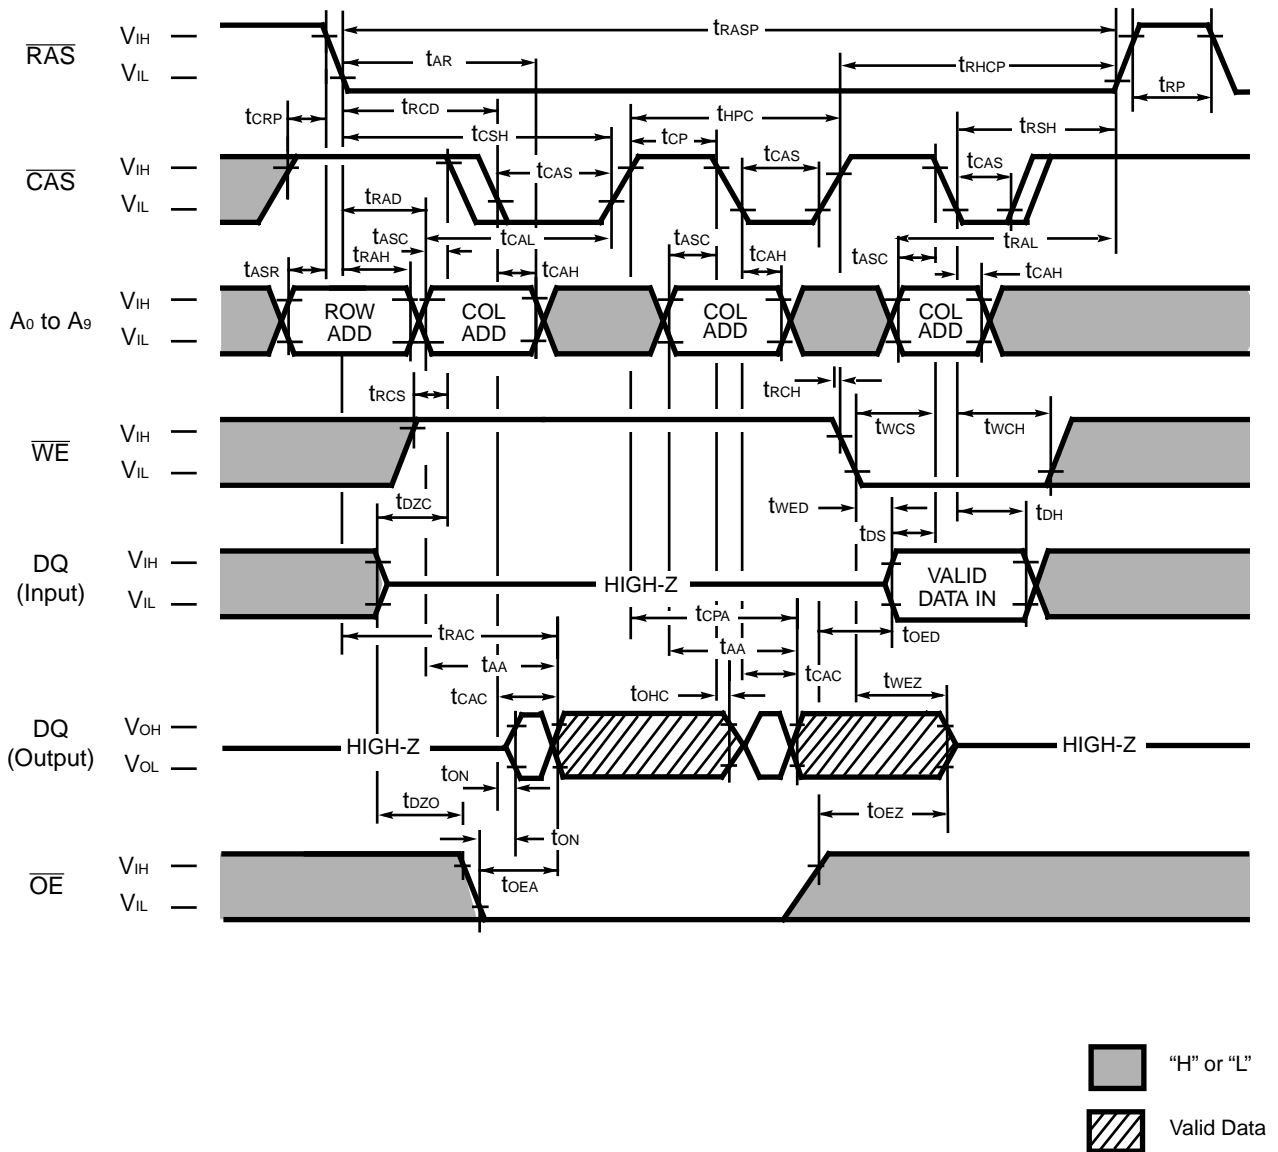 tRASP
RAS
VIH
VIL
tAR
tRHCP
tRP
tCRP
tRCD
tHPC
tCSH
tCP
tRSH
CAS
VIH
VIL
tCAS
tCAS
tCAS
tRAD
tASC
tCAL
tASC
tRAL
tRAH
tASC
tASR
tCAH
tCAH
tCAH
A0 to A9
VIH
VIL
ROW
ADD
COL
ADD
COL
ADD
COL
ADD
tRCS
tRCH
tWCS
tWCH
WE
VIH
VIL
tDZC
tWED
tDS
tDH
DQ
(Input)
VIH
VIL
HIGH-Z
VALID
DATA IN
tRAC
tCPA
tOED
tAA
tAA
tCAC
tCAC
tOHC
tWEZ
DQ
(Output)
VOH
VOL
HIGH-Z
HIGH-Z
tON
tDZO
tON
tOEZ
OE
VIH
VIL
tOEA
“H” or “L”
Valid Data